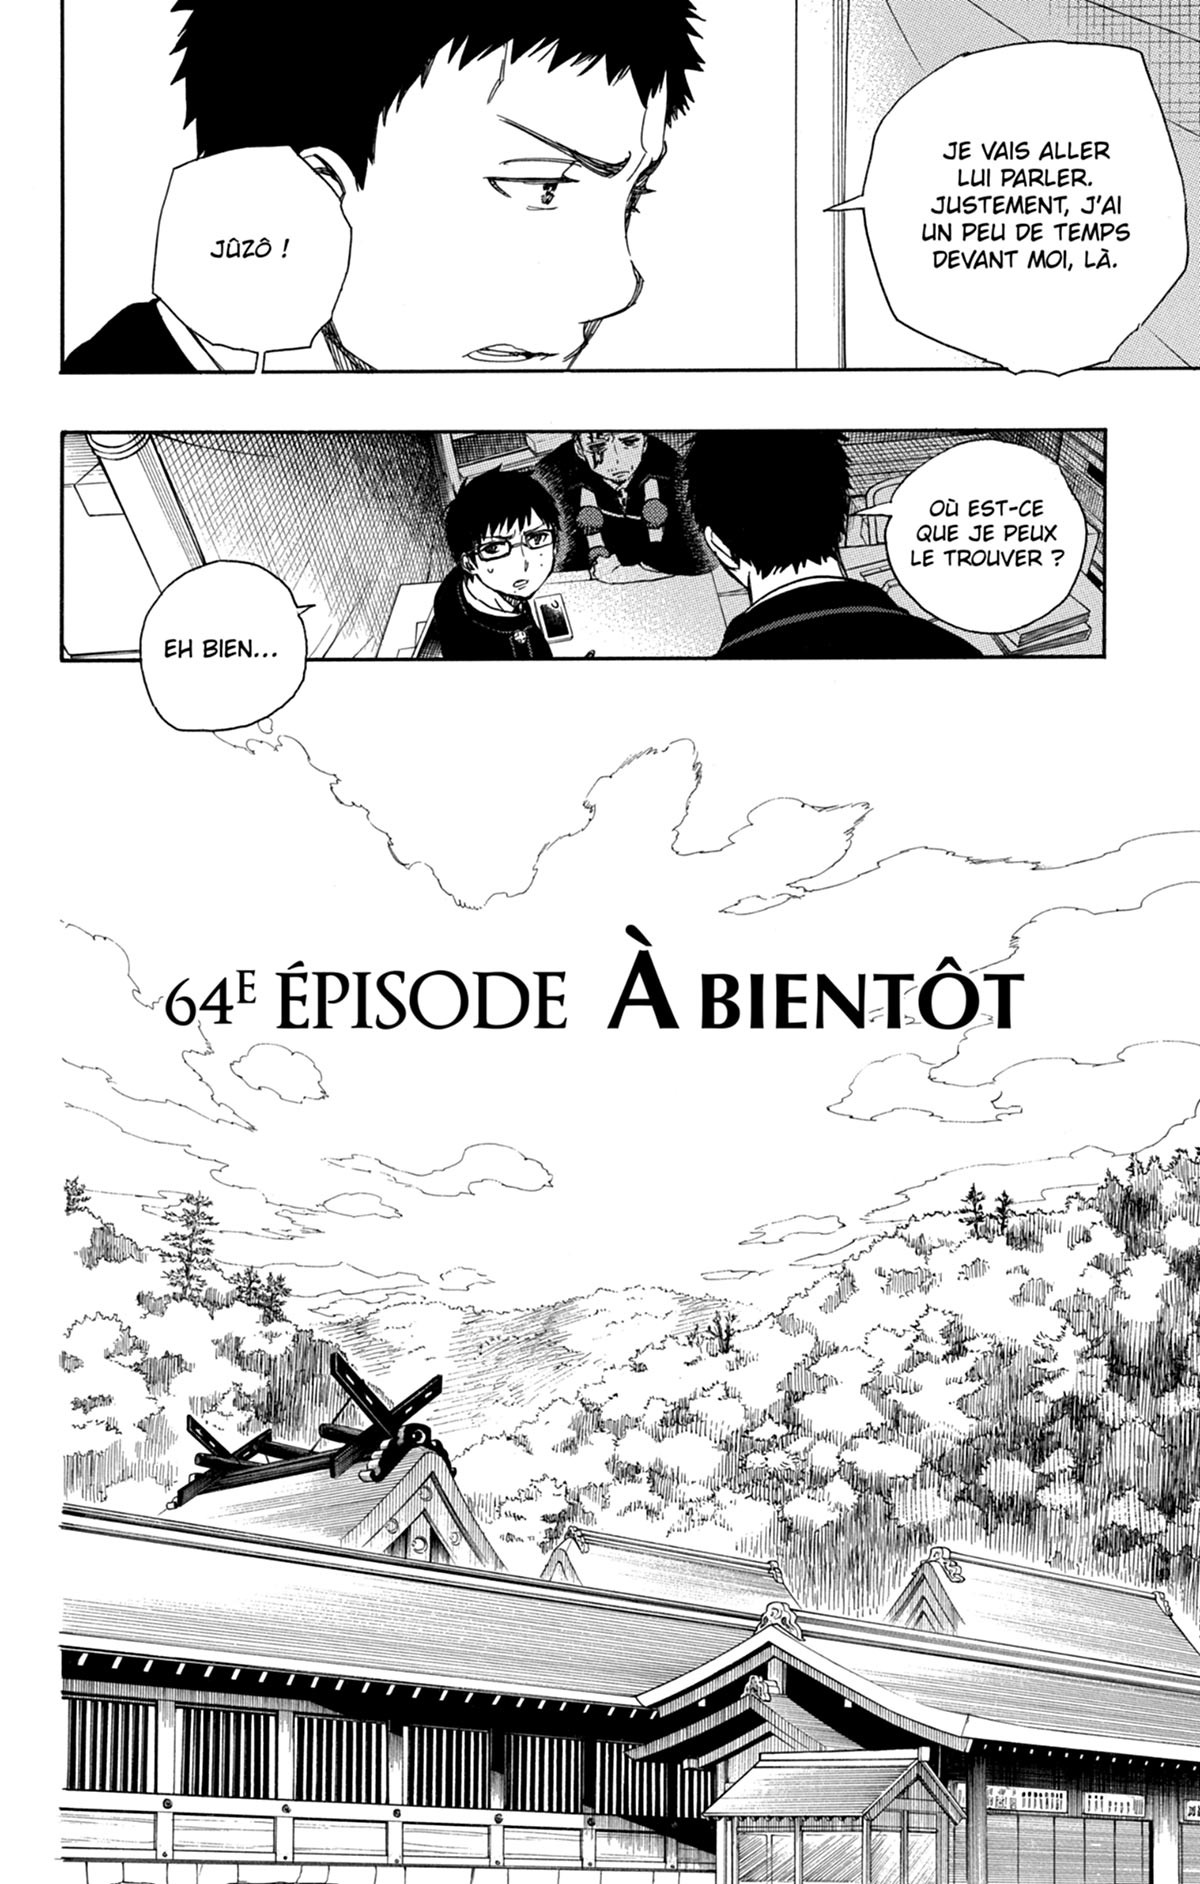 JE VAIS ALLER
LUI PARLER.
JUSTEMENT, J'AI
UN PEU DE TEMPS
DEVANT MOI, LÀ.
JÛZÔ !
OÙ EST-CE
QUE JE PEUX
LE TROUVER ?
EH BIEN...
64E ÉPISODE À BIENTÔT